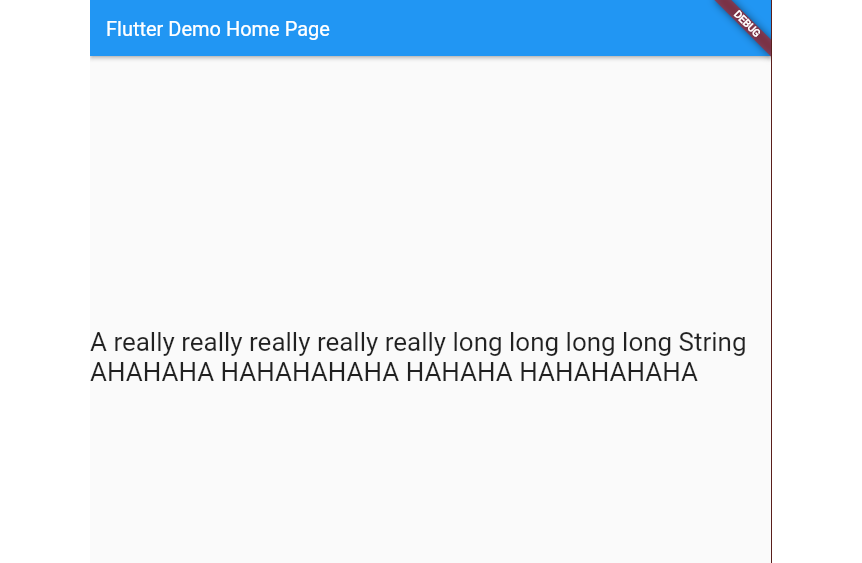 Flutter Demo Home Page
DEBUG
A really really really really really long long long long String
AHAHAHA HAHAHAHAHA HAHAHA HAHAHAHAHA